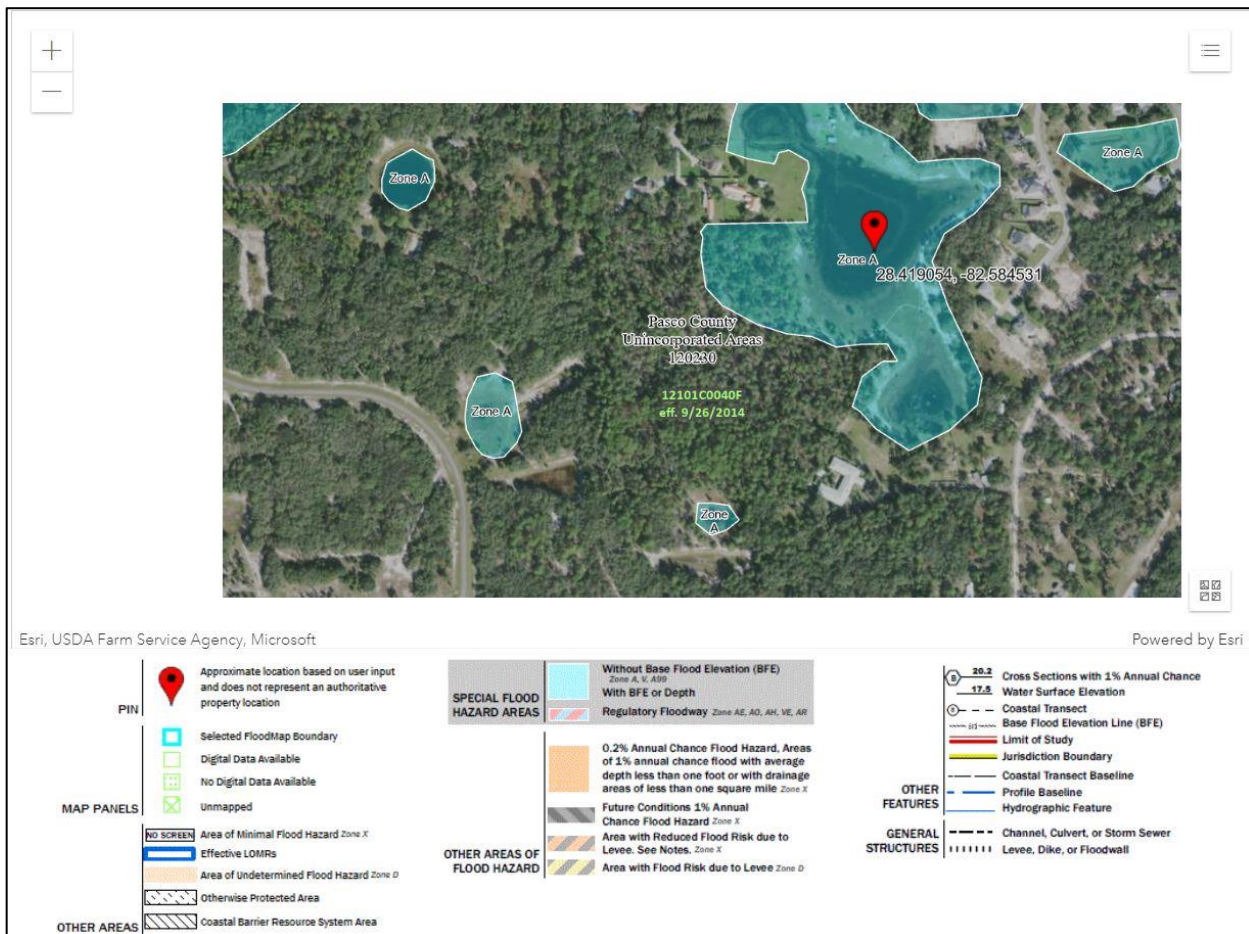 +
−
Zone A
Zone A
Zone A
28.419054, -82.584531
Pasco County
Unincorporated Areas
120230
12101C0040F
eff. 9/26/2014
Zone A
Zone
A
Esri, USDA Farm Service Agency, Microsoft
Powered by Esri
PIN
Approximate location based on user input
and does not represent an authoritative
property location
MAP PANELS
Selected FloodMap Boundary
Digital Data Available
No Digital Data Available
Unmapped
OTHER AREAS
NO SCREEN Area of Minimal Flood Hazard Zone X
Effective LOMRs
Area of Undetermined Flood Hazard Zone D
Otherwise Protected Area
Coastal Barrier Resource System Area
SPECIAL FLOOD
HAZARD AREAS
Without Base Flood Elevation (BFE)
Zone A, V, A99
With BFE or Depth
Regulatory Floodway Zone AE, AO, AH, VE, AR
OTHER AREAS OF
FLOOD HAZARD
0.2% Annual Chance Flood Hazard, Areas
of 1% annual chance flood with average
depth less than one foot or with drainage
areas of less than one square mile Zone X
Future Conditions 1% Annual
Chance Flood Hazard Zone X
Area with Reduced Flood Risk due to
Levee. See Notes. Zone X
Area with Flood Risk due to Levee Zone D
OTHER
FEATURES
20.2 Cross Sections with 1% Annual Chance
17.5 Water Surface Elevation
Coastal Transect
Base Flood Elevation Line (BFE)
Limit of Study
Jurisdiction Boundary
Coastal Transect Baseline
Profile Baseline
Hydrographic Feature
GENERAL
STRUCTURES
Channel, Culvert, or Storm Sewer
Levee, Dike, or Floodwall